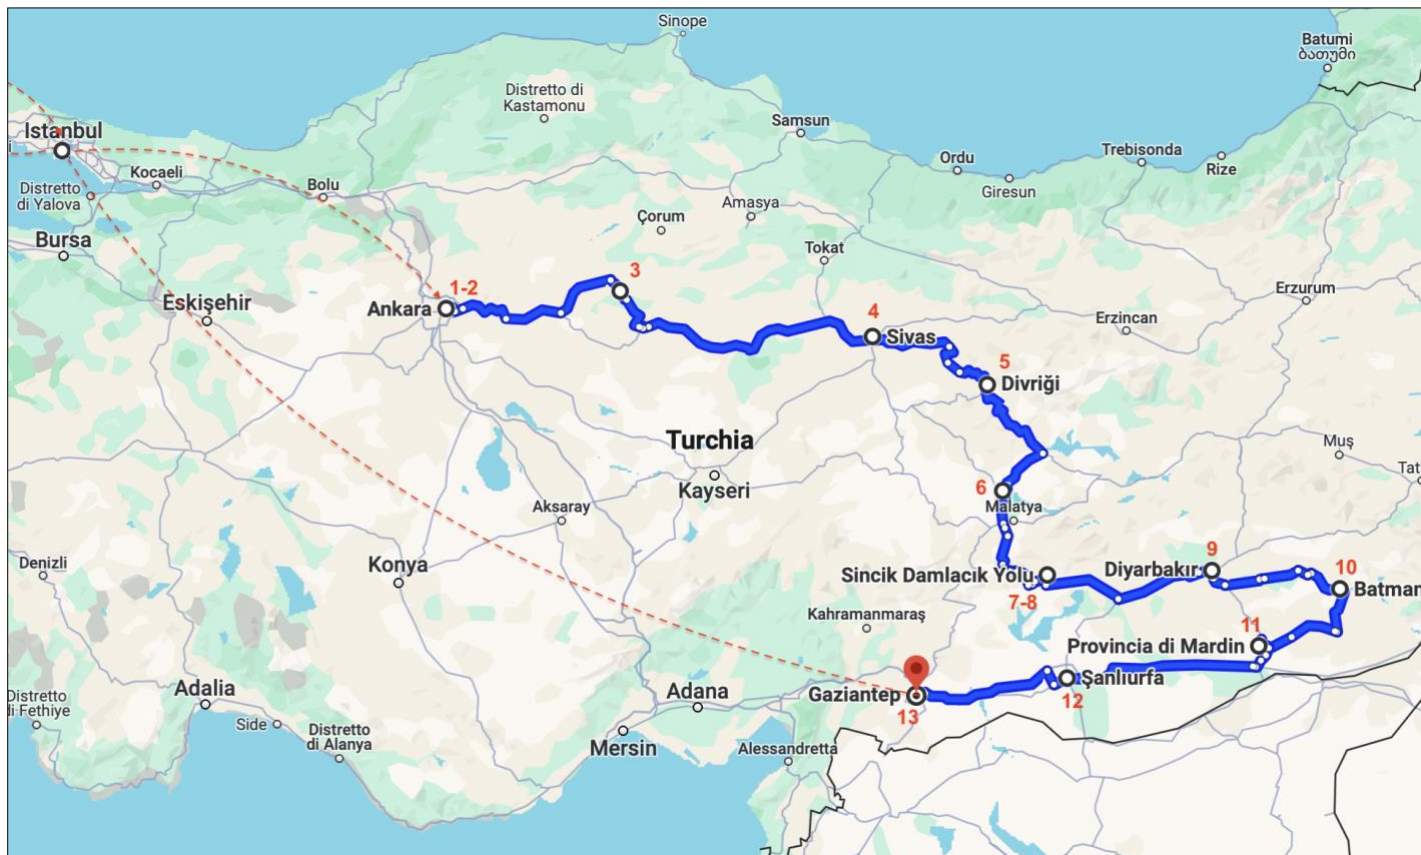 Sinope
Batumi
ბათუმი
Distretto di
Kastamonu
Samsun
Istanbul
i
Kocaeli
Ordu
Trebisonda
Rize
Giresun
Distretto
di Yalova
Bolu
Çorum
Amasya
Bursa
Tokat
3
1-2
Eskişehir
Ankara
Erzurum
4
Sivas
Erzincan
5
Divriği
Turchia
Muş
Kayseri
Tat
6
Malatya
Aksaray
Denizli
Konya
Sincik Damlacık Yolu
7-8
Diyarbakır
9
10
Batman
Kahramanmaraş
11
Provincia di Mardin
Şanlıurfa
12
Gaziantep
13
Adalia
Adana
Distretto
di Fethiye
Side
Distretto
di Alanya
Mersin
Alessandretta